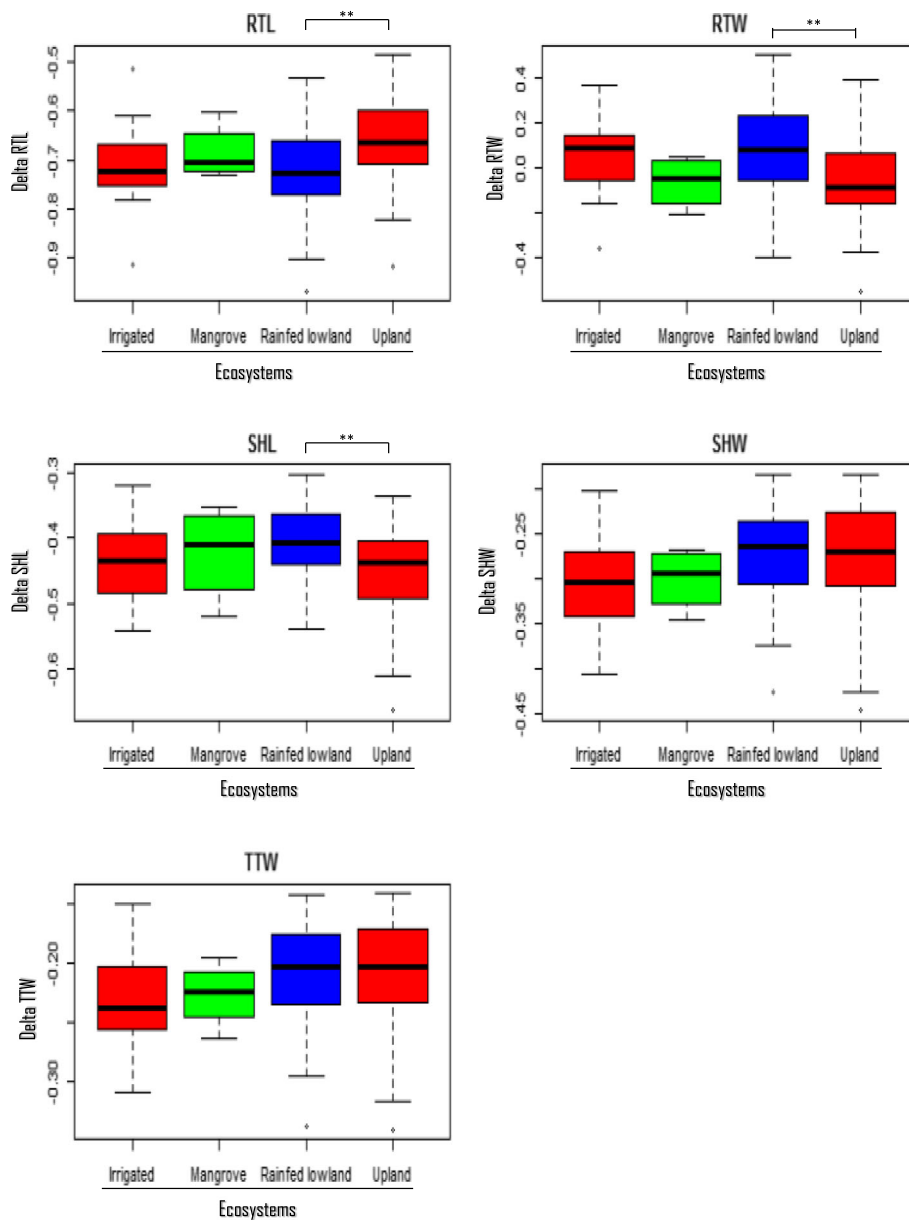 RTL
**
Delta RTL
-0.5
-0.6
-0.7
-0.8
-0.9
Irrigated Mangrove Rainfed lowland Upland
Ecosystems
RTW
**
Delta RTW
0.4
0.2
0.0
-0.4
Irrigated Mangrove Rainfed lowland Upland
Ecosystems
SHL
**
Delta SHL
-0.3
-0.4
-0.5
-0.6
Irrigated Mangrove Rainfed lowland Upland
Ecosystems
SHW
Delta SHW
-0.25
-0.35
-0.45
Irrigated Mangrove Rainfed lowland Upland
Ecosystems
TTW
Delta TTW
-0.20
-0.30
Irrigated Mangrove Rainfed lowland Upland
Ecosystems